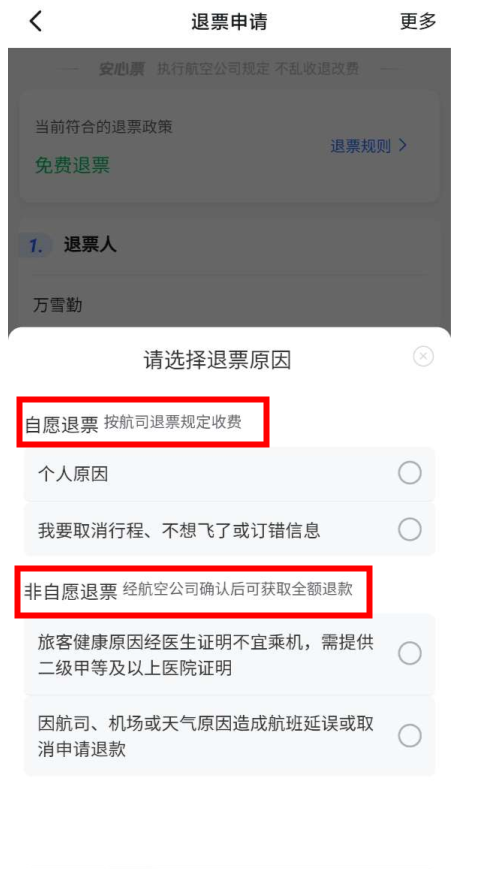 退票申请 更多
安心票 执行航空公司规定 不乱收退改费
当前符合的退票政策
退票规则
免费退票
1. 退票人
万雪勤
请选择退票原因
自愿退票 按航司退票规定收费
个人原因
我要取消行程、不想飞了或订错信息
非自愿退票 经航空公司确认后可获取全额退款
旅客健康原因经医生证明不宜乘机，需提供
二级甲等及以上医院证明
因航司、机场或天气原因造成航班延误或取
消申请退款